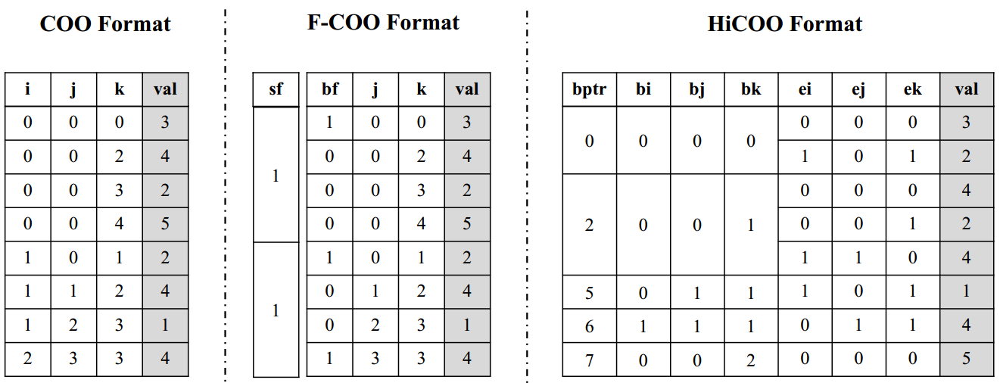 COO Format
i j k val
0 0 0 3
0 0 2 4
0 0 3 2
0 0 4 5
1 0 1 2
1 1 2 4
1 2 3 1
2 3 3 4
F-COO Format
sf
1
1
bf j k val
1 0 0 3
0 0 2 4
0 0 3 2
0 0 4 5
1 0 1 2
0 1 2 4
0 2 3 1
1 3 3 4
HiCOO Format
bptr bi bj bk ei ej ek val
0 0 0 0 0 0 0 3
1 0 1 2
2 0 0 1 0 0 0 4
0 0 1 2
1 1 0 4
5 0 1 1 1 0 1 1
6 1 1 1 0 1 1 4
7 0 0 2 0 0 0 5